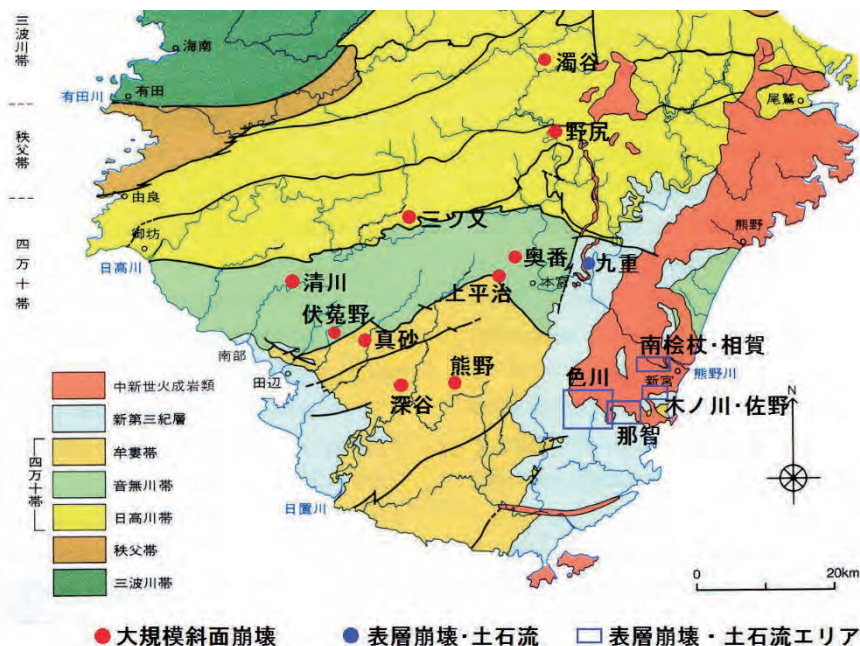 三波川帯
秩父帯
四万十帯
海南
有田川
有田
由良
御坊
日高川
南部
田辺
日置川
濁谷
野尻
三ツ又
清川
伏菟野
真砂
奥番
上平治
本宮
九重
深谷
熊野
尾鷲
熊野
南桧杖・相賀
熊野川
新宮
色川
木ノ川・佐野
那智
N
0 20km
中新世火成岩類
新第三紀層
四万十帯
牟婁帯
音無川帯
日高川帯
秩父帯
三波川帯
大規模斜面崩壊 表層崩壊・土石流 表層崩壊・土石流エリア